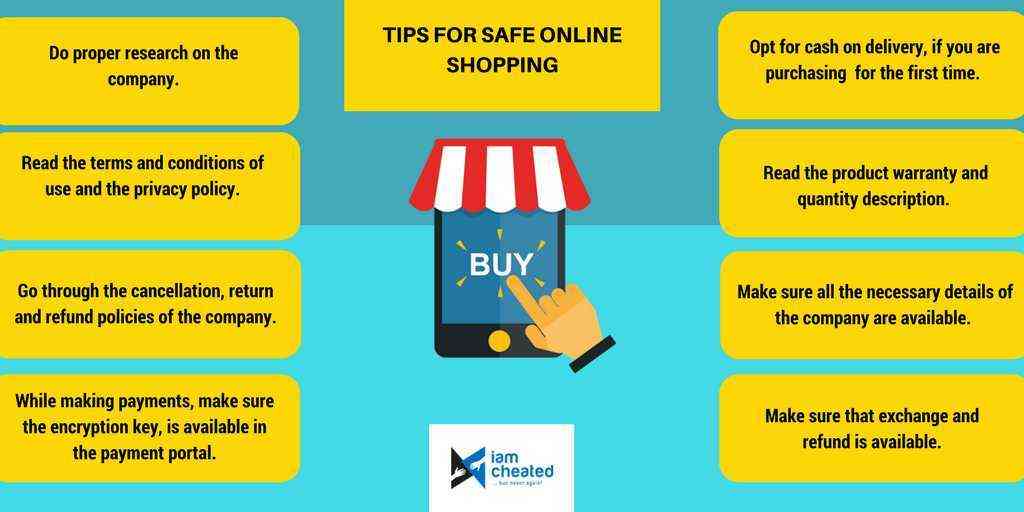 TIPS FOR SAFE ONLINE
SHOPPING
Do proper research on the
company.
Read the terms and conditions of
use and the privacy policy.
Go through the cancellation, return
and refund policies of the company.
While making payments, make sure
the encryption key, is available in
the payment portal.
BUY
iam
cheated
... but never again!
Opt for cash on delivery, if you are
purchasing for the first time.
Read the product warranty and
quantity description.
Make sure all the necessary details of
the company are available.
Make sure that exchange and
refund is available.